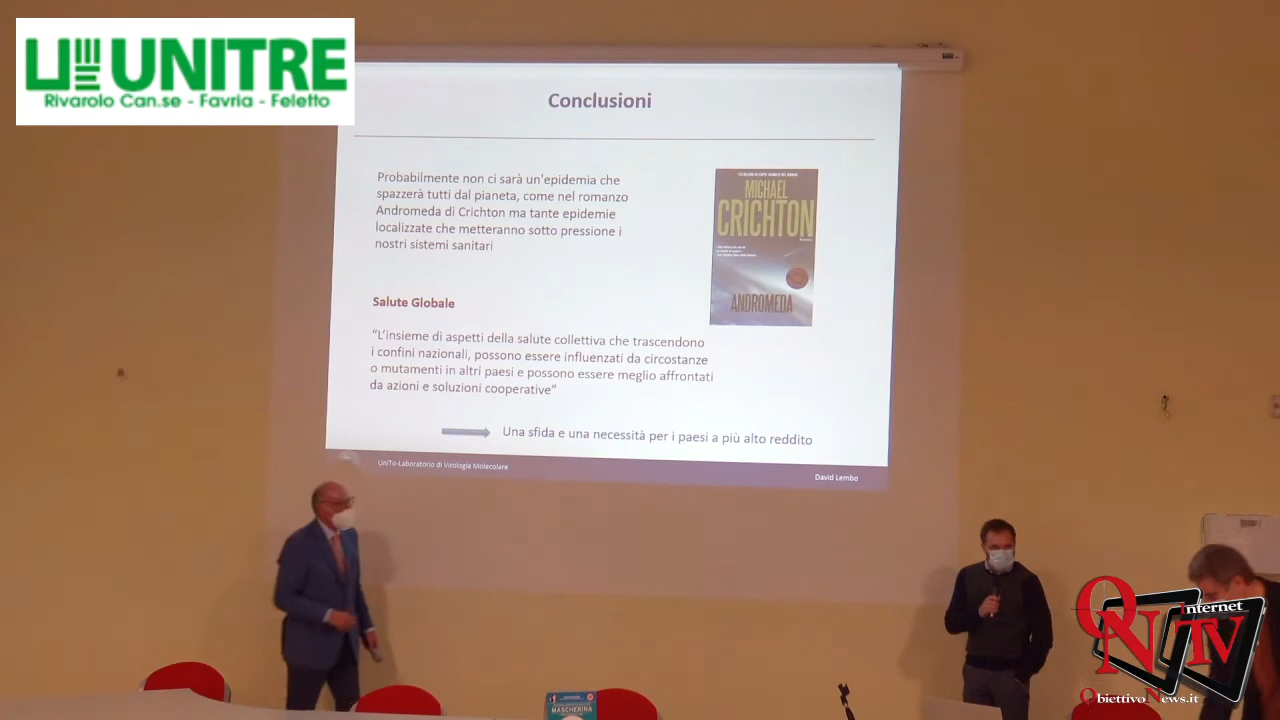 UNITRE
Rivarolo Can.se - Favria - Feletto
Conclusioni
Probabilmente non ci sarà un'epidemia che
spazzerà tutti dal pianeta, come nel romanzo
Andromeda di Crichton ma tante epidemie
localizzate che metteranno sotto pressione i
nostri sistemi sanitari
MICHAEL
CRICHTON
ANDROMEDA
Salute Globale
“L’insieme di aspetti della salute collettiva che trascendono
i confini nazionali, possono essere influenzati da circostanze
o mutamenti in altri paesi e possono essere meglio affrontati
da azioni e soluzioni cooperative”
Una sfida e una necessità per i paesi a più alto reddito
UniTo-Laboratorio di Virologia Molecolare
David Lembo
MASCHERINA
ON Internet TV
ObiettivoNews.it